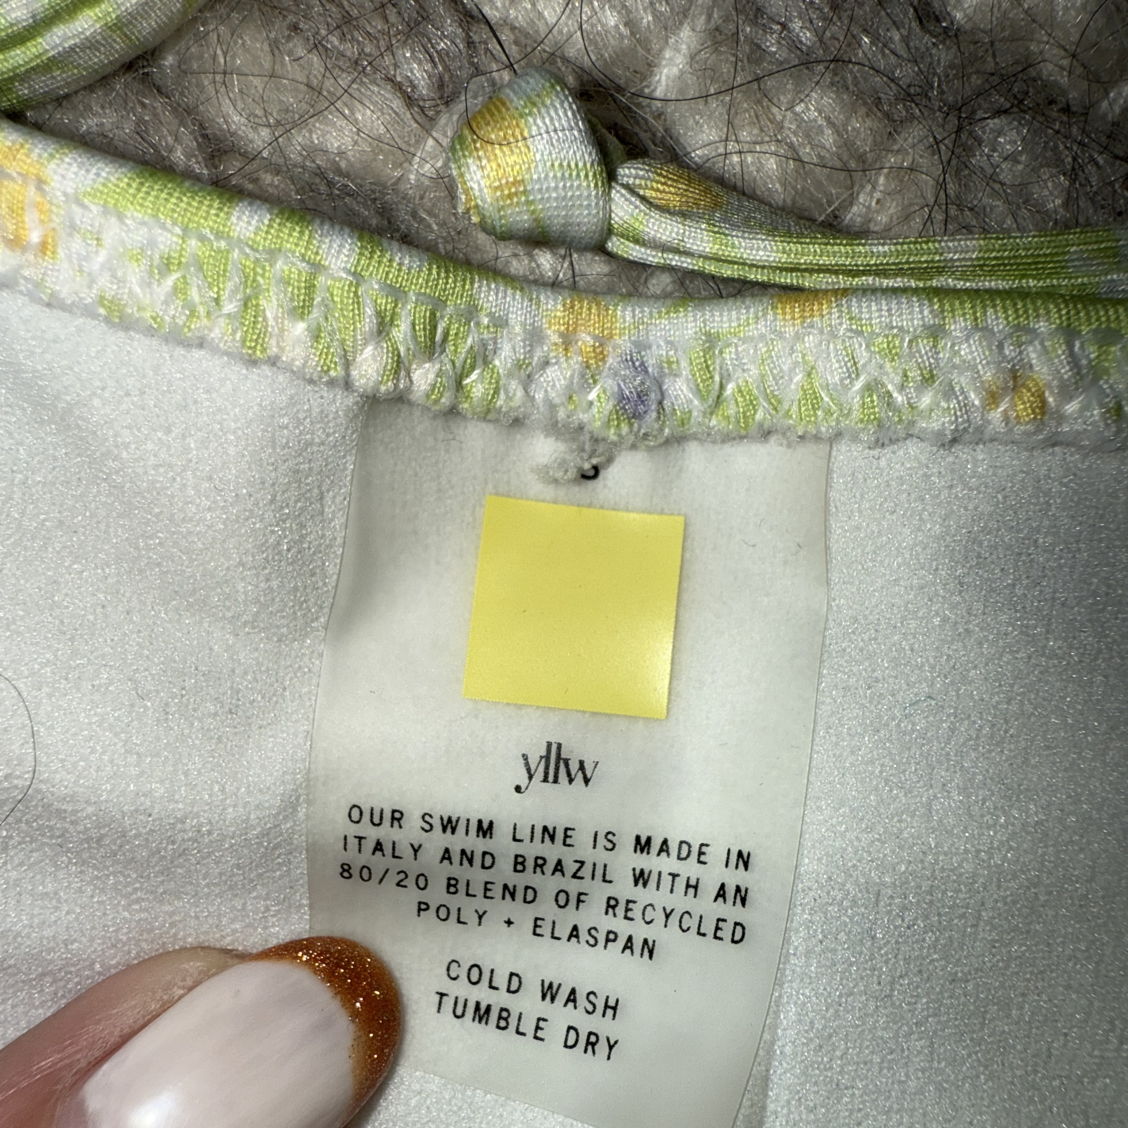 S
yllw
OUR SWIM LINE IS MADE IN
ITALY AND BRAZIL WITH AN
80/20 BLEND OF RECYCLED
POLY + ELASPAN
COLD WASH
TUMBLE DRY